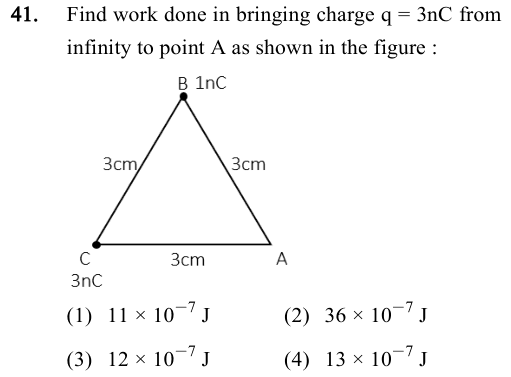 41. Find work done in bringing charge q = 3nC from
infinity to point A as shown in the figure :
B 1nC
3cm 3cm
C 3cm A
3nC
(1) 11 × 10⁻⁷ J (2) 36 × 10⁻⁷ J
(3) 12 × 10⁻⁷ J (4) 13 × 10⁻⁷ J